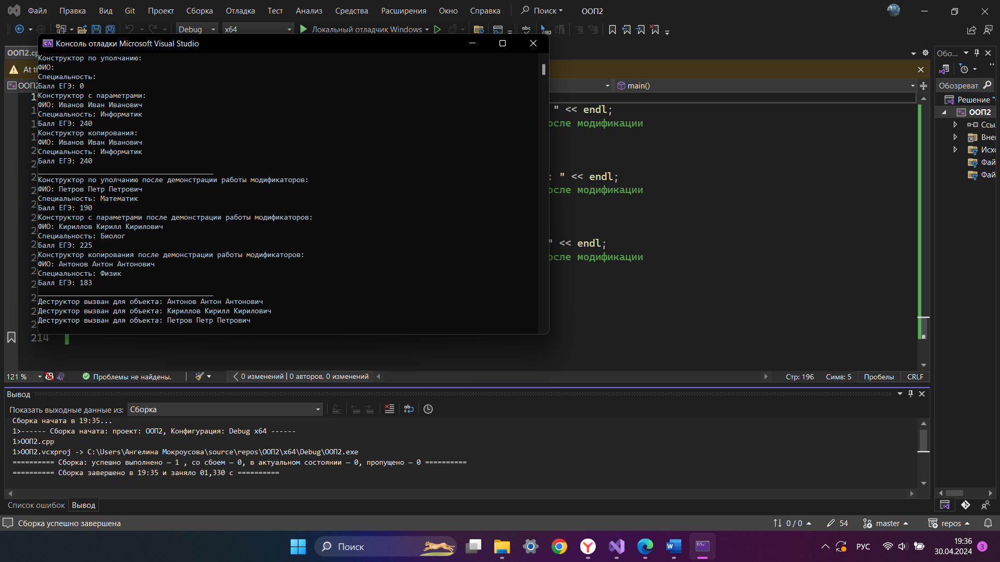 Файл Правка Вид Git Проект Сборка Отладка Тест Анализ Средства Расширения Окно Справка Поиск ООП2
Debug x64 Локальный отладчик Windows
ООП2.cp
Консоль отладки Microsoft Visual Studio
At th
ООП2
main()
Конструктор по умолчанию:
ФИО:
Специальность:
Балл ЕГЭ: 0
Конструктор с параметрами:
ФИО: Иванов Иван Иванович
Специальность: Информатик
Балл ЕГЭ: 240
Конструктор копирования:
ФИО: Иванов Иван Иванович
Специальность: Информатик
Балл ЕГЭ: 240
__________________________________________
Конструктор по умолчанию после демонстрации работы модификаторов:
ФИО: Петров Петр Петрович
Специальность: Математик
Балл ЕГЭ: 190
Конструктор с параметрами после демонстрации работы модификаторов:
ФИО: Кириллов Кирилл Кирилович
Специальность: Биолог
Балл ЕГЭ: 225
Конструктор копирования после демонстрации работы модификаторов:
ФИО: Антонов Антон Антонович
Специальность: Физик
Балл ЕГЭ: 183
__________________________________________
Деструктор вызван для объекта: Антонов Антон Антонович
Деструктор вызван для объекта: Кириллов Кирилл Кирилович
Деструктор вызван для объекта: Петров Петр Петрович
" << endl;
осле модификации
: " << endl;
осле модификации
" << endl;
осле модификации
214
Обо...
Обозреват
Решение "
ООП2
Ссы
Вне
Исхо
Фай
Фай
121 % Проблемы не найдены. 0 изменений | 0 авторов, 0 изменений Стр: 196 Симв: 5 Пробелы CRLF
Вывод
Показать выходные данные из: Сборка
Сборка начата в 19:35...
1>------ Сборка начата: проект: ООП2, Конфигурация: Debug x64 ------
1>ООП2.cpp
1>ООП2.vcxproj -> C:\Users\Ангелина Мокроусова\source\repos\ООП2\x64\Debug\ООП2.exe
========== Сборка: успешно выполнено — 1 , со сбоем — 0, в актуальном состоянии — 0, пропущено — 0 ==========
========== Сборка завершено в 19:35 и заняло 01,330 с ==========
Список ошибок Вывод
Сборка успешно завершена 0 / 0 54 master repos
Поиск РУС 19:36
30.04.2024 3